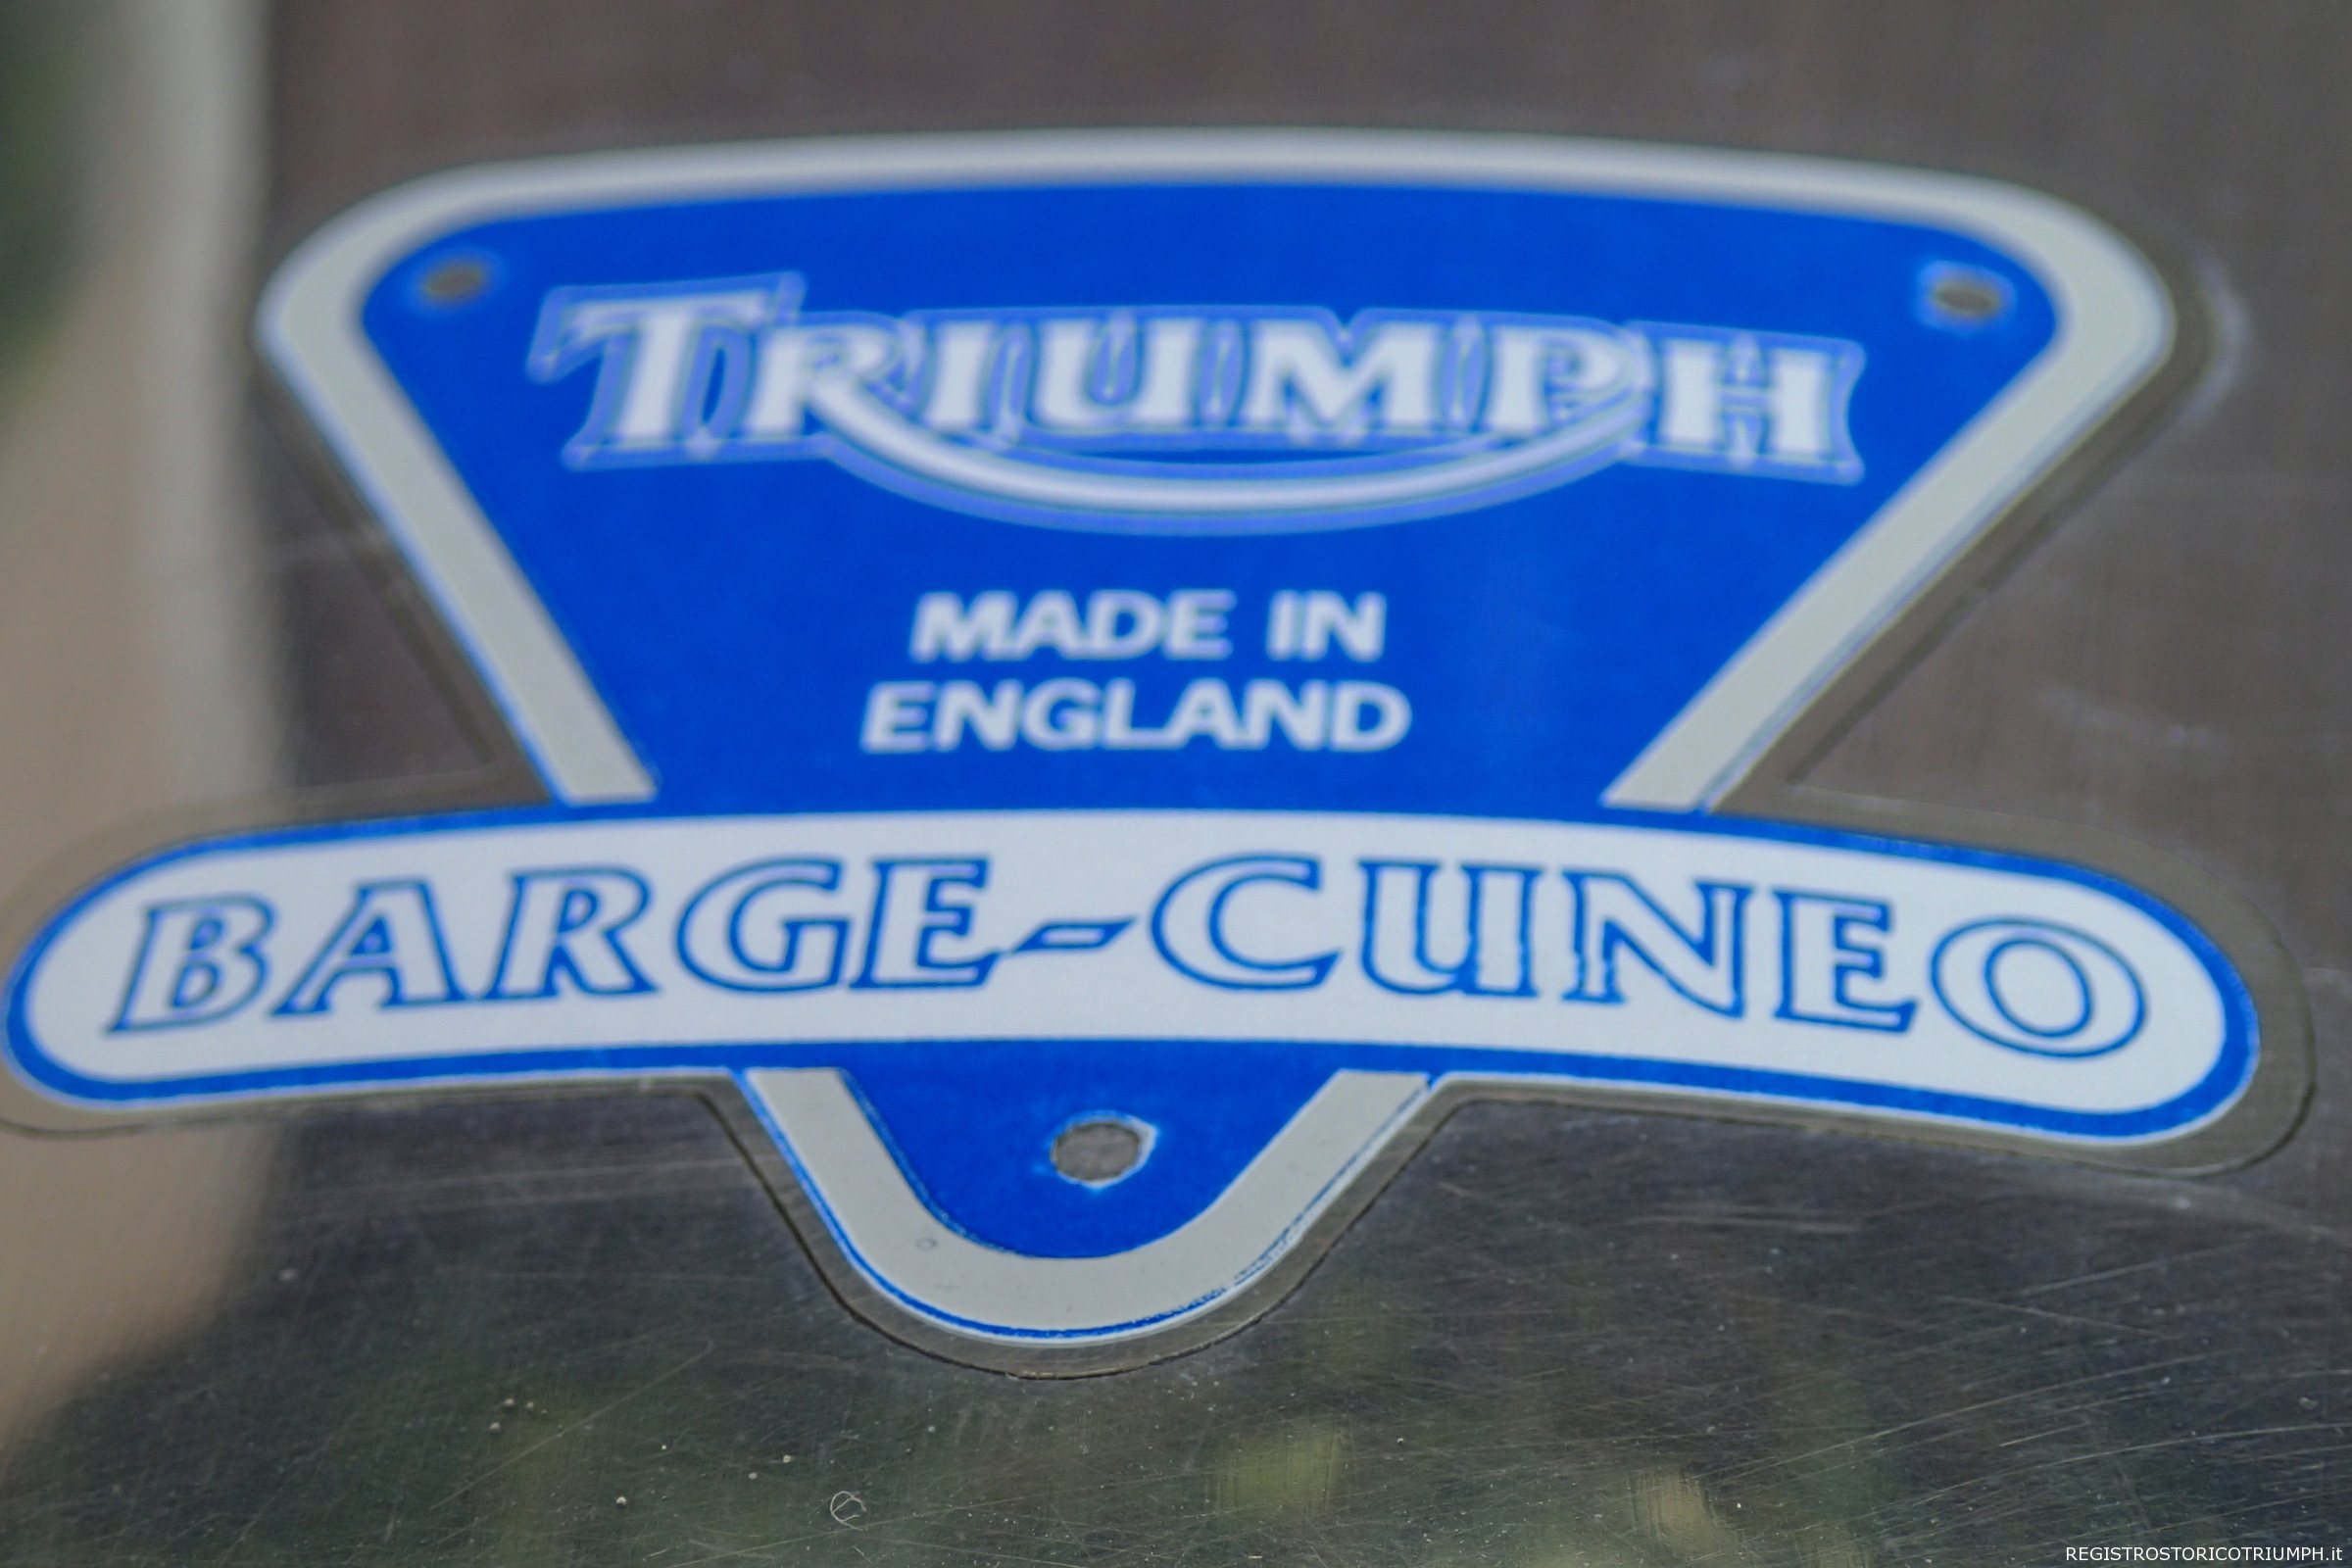 TRIUMPH
MADE IN
ENGLAND
BARGE-CUNEO
REGISTROSTORICOTRIUMPH.it